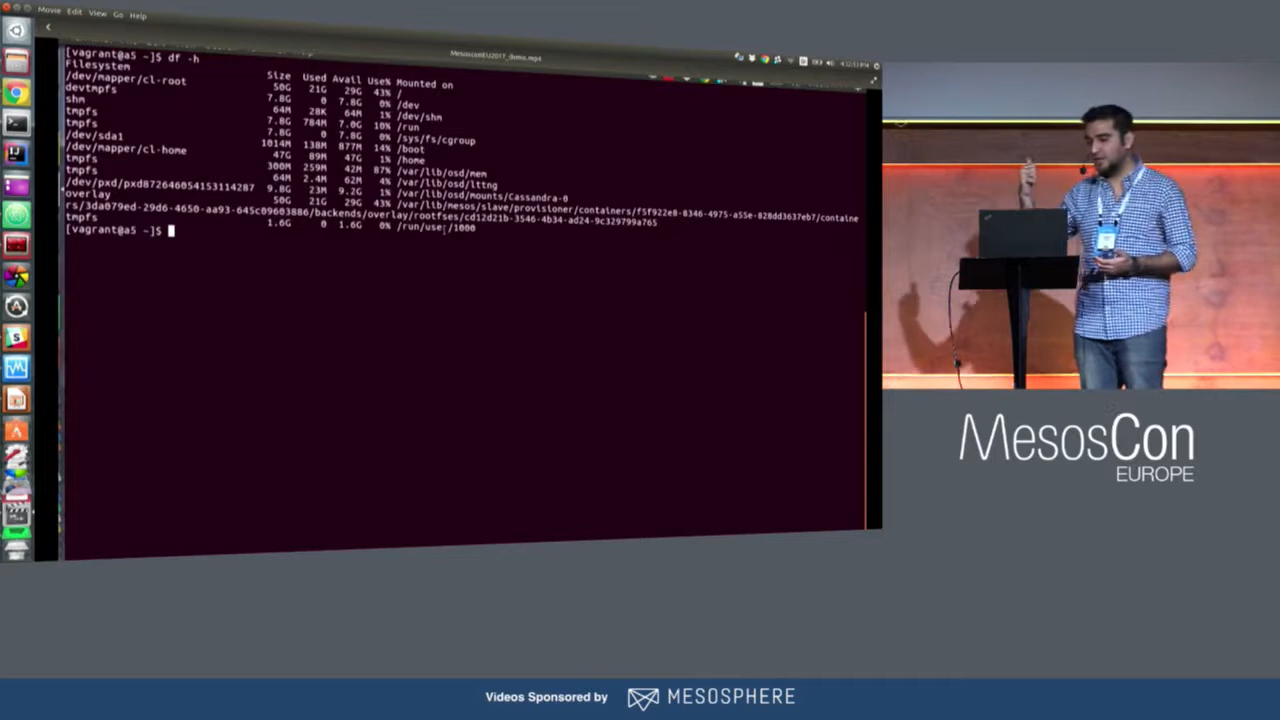 Movie Edit View Go Help
MesosconEU2017_demo.mp4
[vagrant@a5 ~]$ df -h
Filesystem Size Used Avail Use% Mounted on
/dev/mapper/cl-root 50G 21G 29G 43% /
devtmpfs 7.8G 0 7.8G 0% /dev
shm 64M 28K 64M 1% /dev/shm
tmpfs 7.8G 784M 7.0G 10% /run
tmpfs 7.8G 0 7.8G 0% /sys/fs/cgroup
/dev/sda1 1014M 138M 877M 14% /boot
/dev/mapper/cl-home 47G 89M 47G 1% /home
tmpfs 300M 259M 42M 87% /var/lib/osd/mem
tmpfs 64M 2.4M 62M 4% /var/lib/osd/lttng
/dev/pxd/pxd872646054153114287 9.8G 23M 9.2G 1% /var/lib/osd/mounts/Cassandra-0
overlay 50G 21G 29G 43% /var/lib/mesos/slave/provisioner/containers/f5f922e8-8346-4975-a55e-828dd3637eb7/containe
rs/3da079ed-29d6-4650-aa93-645c09603886/backends/overlay/rootfses/cd12d21b-3546-4b34-ad24-9c329799a765
tmpfs 1.6G 0 1.6G 0% /run/user/1000
[vagrant@a5 ~]$
MesosCon
EUROPE
Videos Sponsored by MESOSPHERE